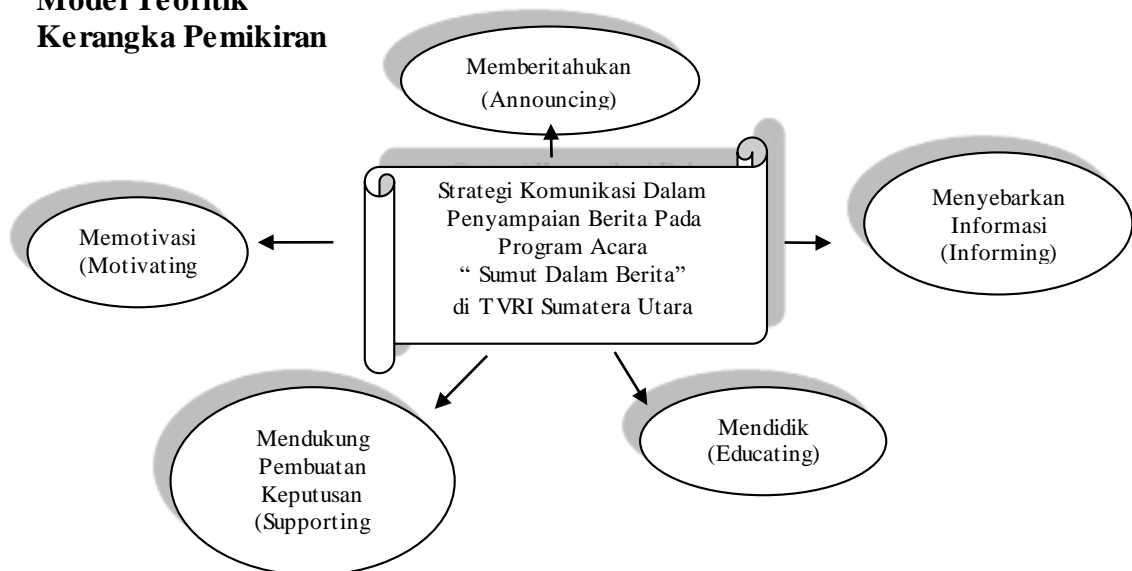 Model Teoritik
Kerangka Pemikiran
Memberitahukan
(Announcing)
Strategi Komunikasi Dalam
Penyampaian Berita Pada
Program Acara
“ Sumut Dalam Berita”
di TVRI Sumatera Utara
Menyebarkan
Informasi
(Informing)
Memotivasi
(Motivating
Mendukung
Pembuatan
Keputusan
(Supporting
Mendidik
(Educating)